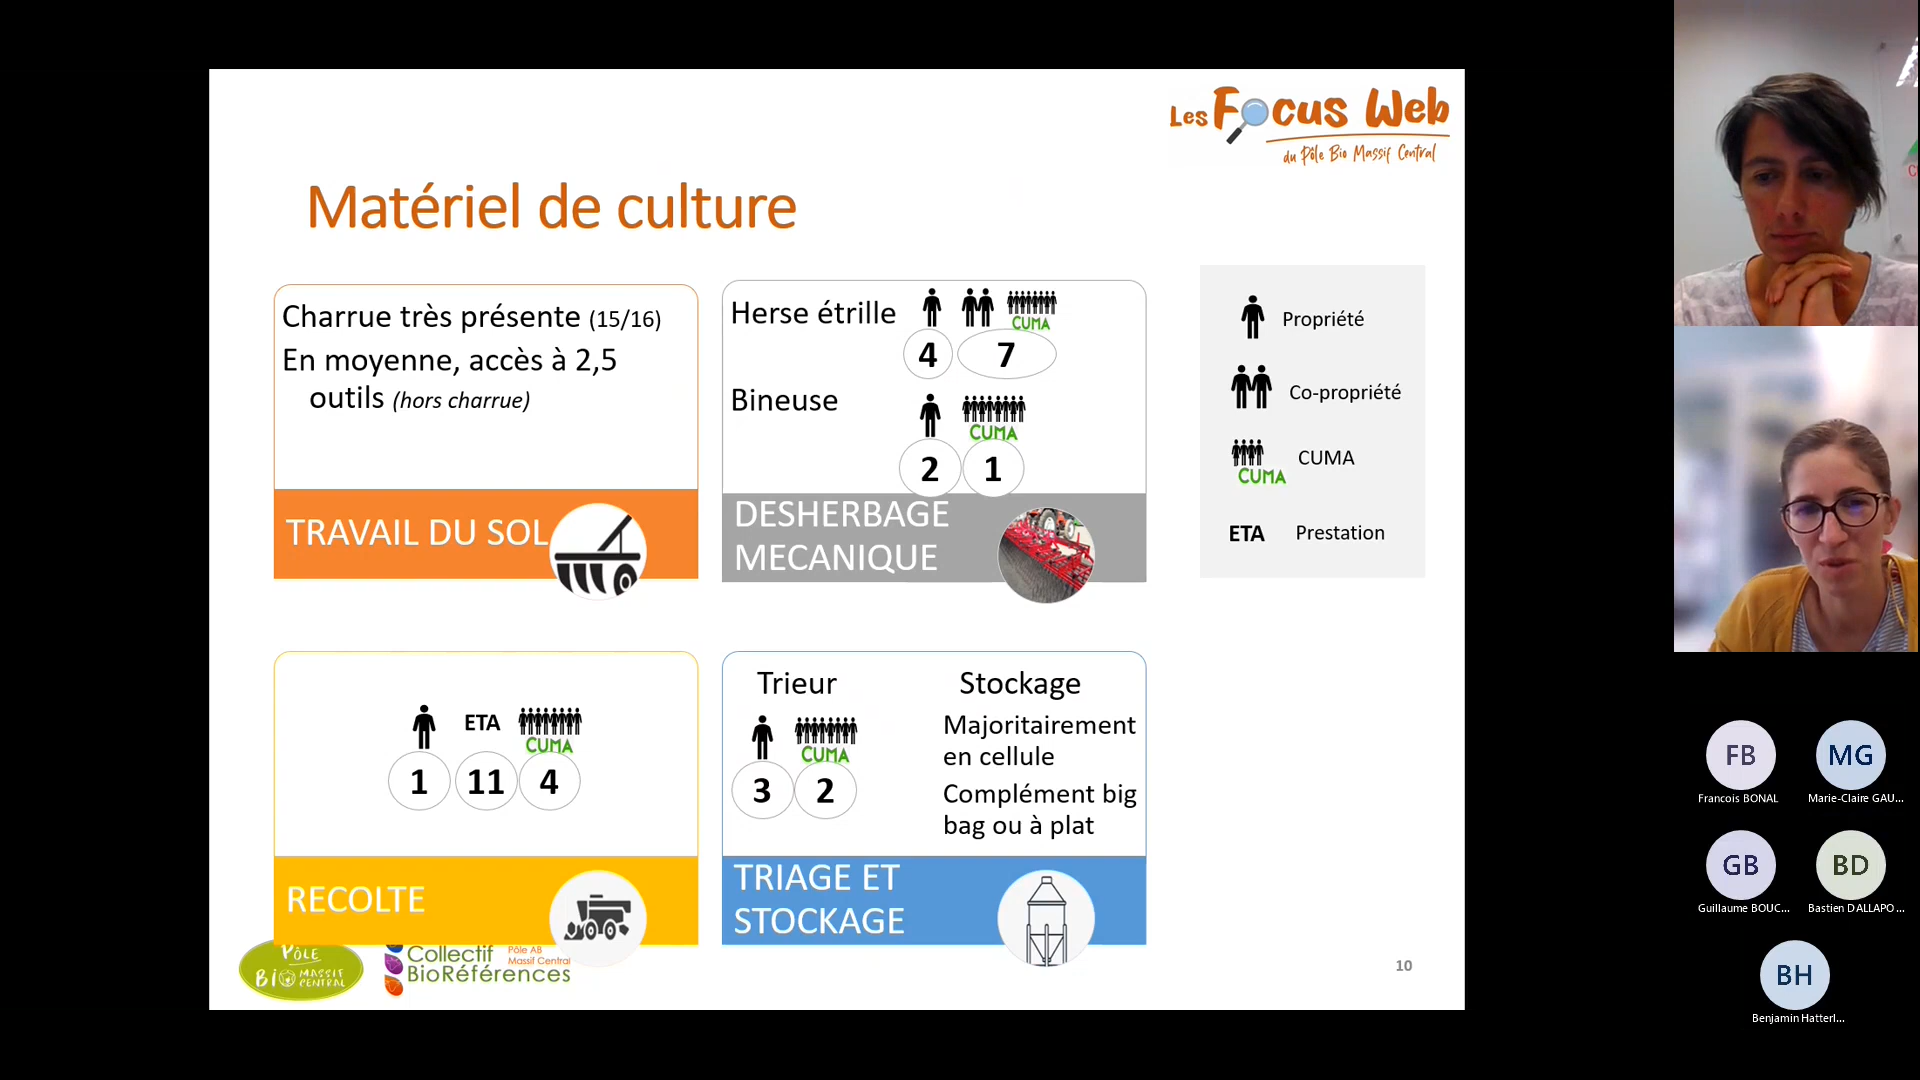 Les Focus Web
du Pôle Bio Massif Central
Matériel de culture
Charrue très présente (15/16)
En moyenne, accès à 2,5
outils (hors charrue)
TRAVAIL DU SOL
Herse étrille
CUMA
4 7
Bineuse
CUMA
2 1
DESHERBAGE
MECANIQUE
Propriété
Co-propriété
CUMA CUMA
ETA Prestation
ETA
CUMA
1 11 4
RECOLTE
Trieur
CUMA
3 2
Stockage
Majoritairement
en cellule
Complément big
bag ou à plat
TRIAGE ET
STOCKAGE
PÔLE
BIO MASSIF
CENTRAL
Collectif
BioRéférences
Pôle AB
Massif Central
10
C
FB
Francois BONAL
MG
Marie-Claire GAU...
GB
Guillaume BOUC...
BD
Bastien DALLAPO...
BH
Benjamin Hatterl...